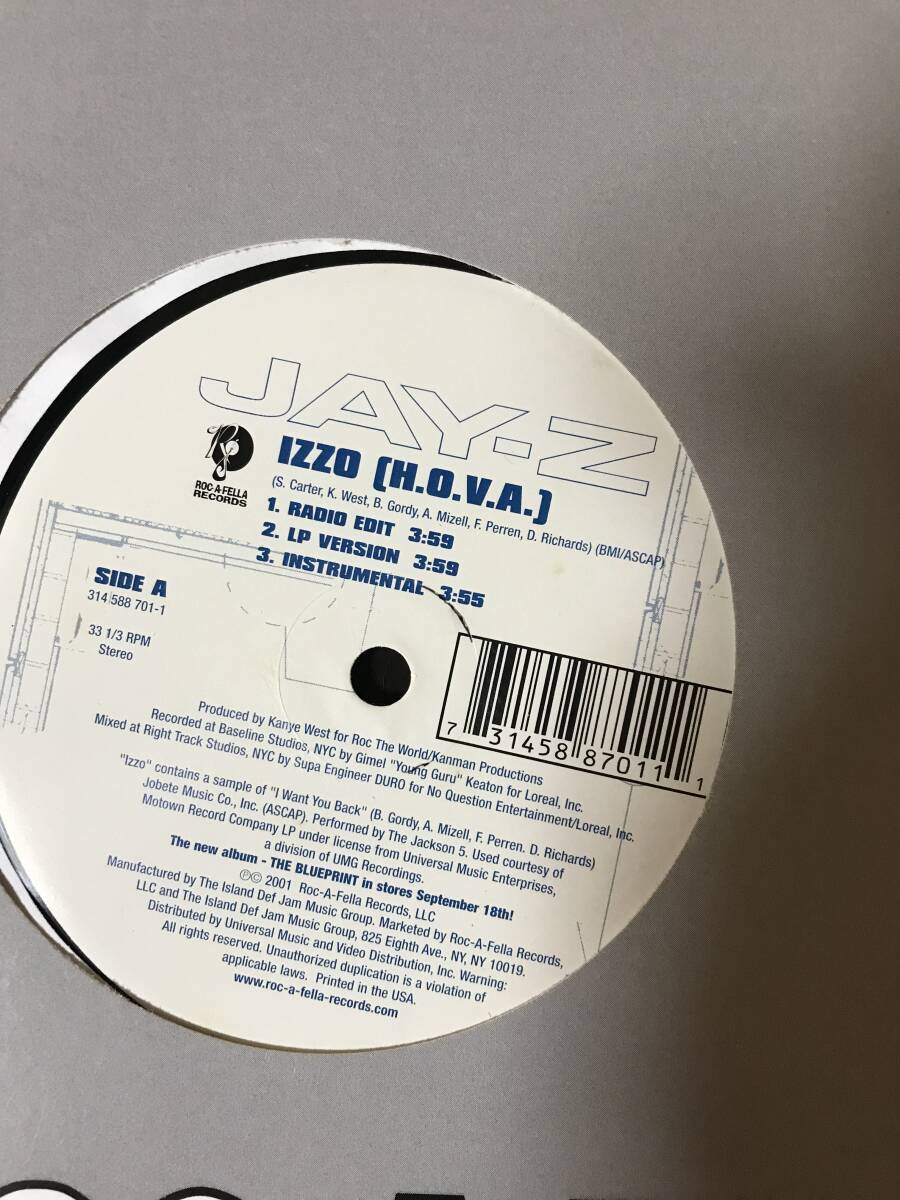 JAY-Z
ROC-A-FELLA
RECORDS
IZZO (H.O.V.A.)
(S. Carter, K. West, B. Gordy, A. Mizell, F. Perren, D. Richards) (BMI/ASCAP)
1. RADIO EDIT 3:59
2. LP VERSION 3:59
3. INSTRUMENTAL 3:55
SIDE A
314 588 701-1
33 1/3 RPM
Stereo
7 31458 87011 1
Produced by Kanye West for Roc The World/Kanman Productions
Recorded at Baseline Studios, NYC by Gimel "Young Guru" Keaton for Loreal, Inc.
Mixed at Right Track Studios, NYC by Supa Engineer DURO for No Question Entertainment/Loreal, Inc.
"Izzo" contains a sample of "I Want You Back" (B. Gordy, A. Mizell, F. Perren. D. Richards)
Jobete Music Co., Inc. (ASCAP). Performed by The Jackson 5. Used courtesy of
Motown Record Company LP under license from Universal Music Enterprises,
a division of UMG Recordings.
The new album - THE BLUEPRINT in stores September 18th!
℗© 2001 Roc-A-Fella Records, LLC
Manufactured by The Island Def Jam Music Group. Marketed by Roc-A-Fella Records,
LLC and The Island Def Jam Music Group, 825 Eighth Ave., NY, NY 10019.
Distributed by Universal Music and Video Distribution, Inc. Warning:
All rights reserved. Unauthorized duplication is a violation of
applicable laws. Printed in the USA.
www.roc-a-fella-records.com